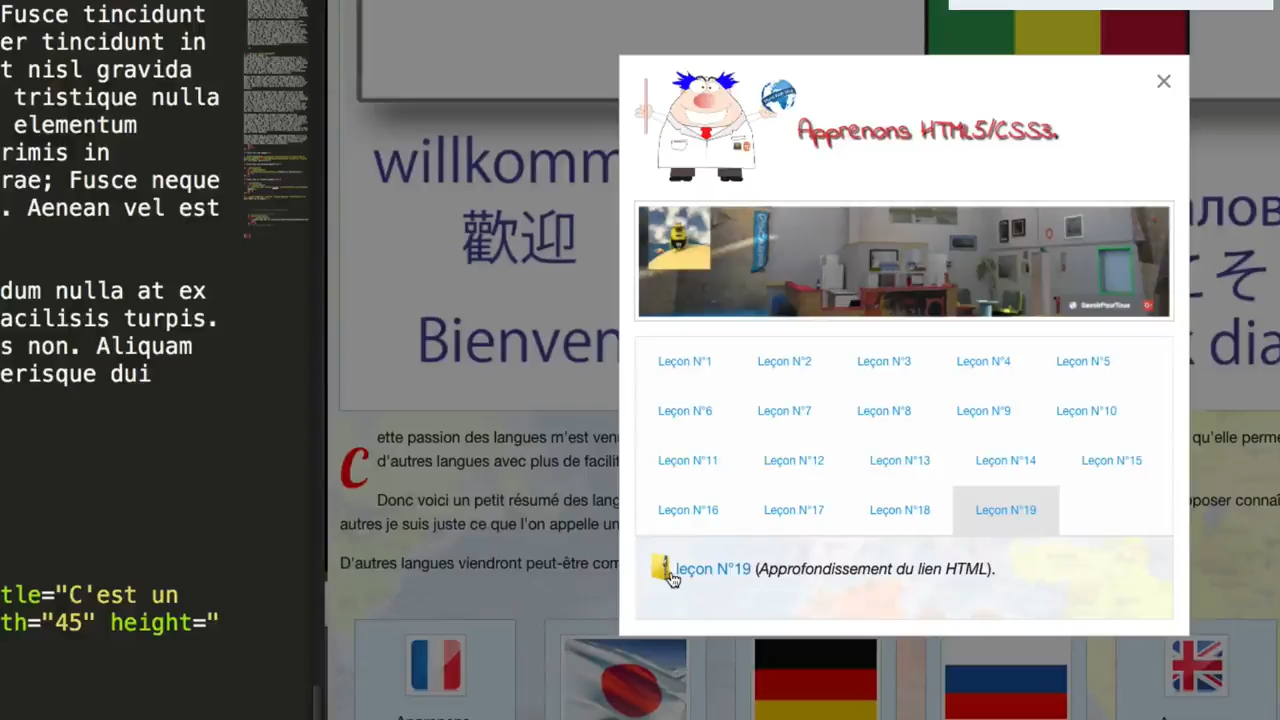 Fusce tincidunt
er tincidunt in
t nisl gravida
tristique nulla
elementum
rimis in
rae; Fusce neque
. Aenean vel est
dum nulla at ex
acilisis turpis.
s non. Aliquam
erisque dui
tle="C'est un
th="45" height="
willkomm
歡迎
Bienven
Apprenons HTML5/CSS3.
SavoirPourTous
Leçon N°1 Leçon N°2 Leçon N°3 Leçon N°4 Leçon N°5
Leçon N°6 Leçon N°7 Leçon N°8 Leçon N°9 Leçon N°10
Leçon N°11 Leçon N°12 Leçon N°13 Leçon N°14 Leçon N°15
Leçon N°16 Leçon N°17 Leçon N°18 Leçon N°19
leçon N°19 (Approfondissement du lien HTML).
алов
こそ
dia
Cette passion des langues m'est ven
qu'elle perme
d'autres langues avec plus de facilit
Donc voici un petit résumé des lang
poser connaî
autres je suis juste ce que l'on appelle un
D'autres langues viendront peut-être com